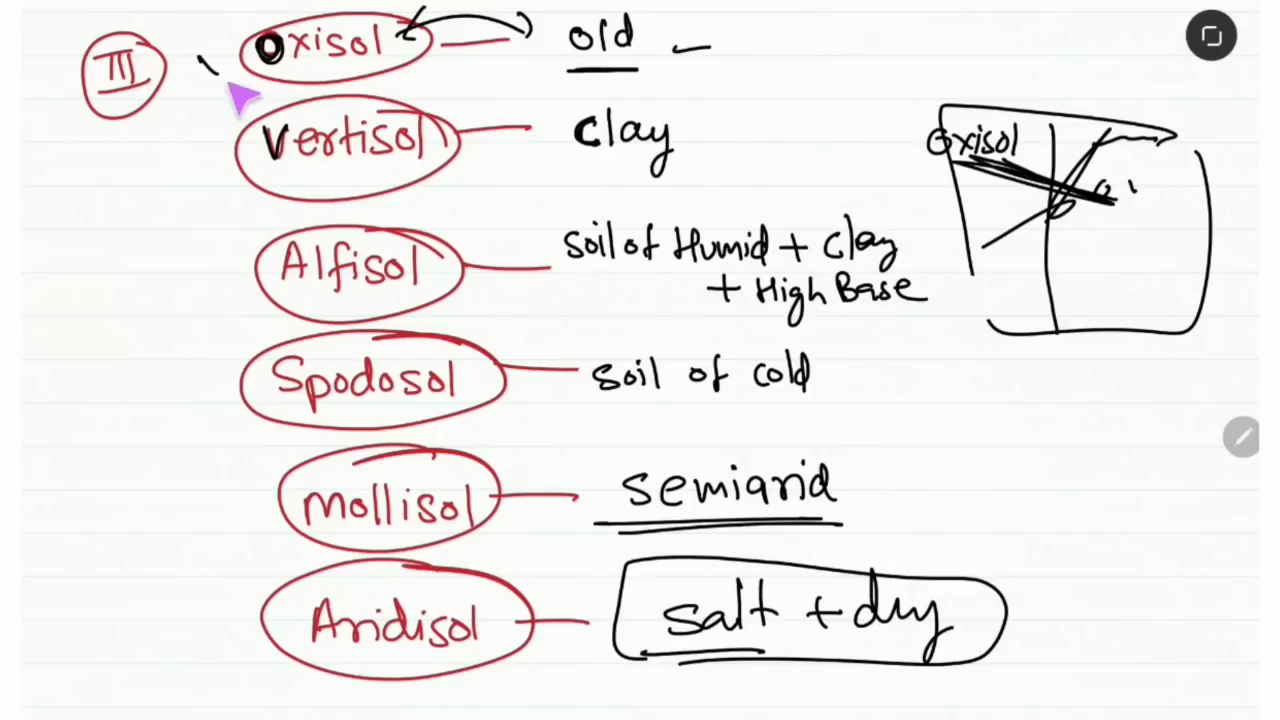 III
Oxisol — old
Vertisol — clay
Oxisol
Alfisol — soil of Humid + clay
+ High Base
Spodosol — soil of cold
Mollisol — semiarid
Aridisol — salt + dry